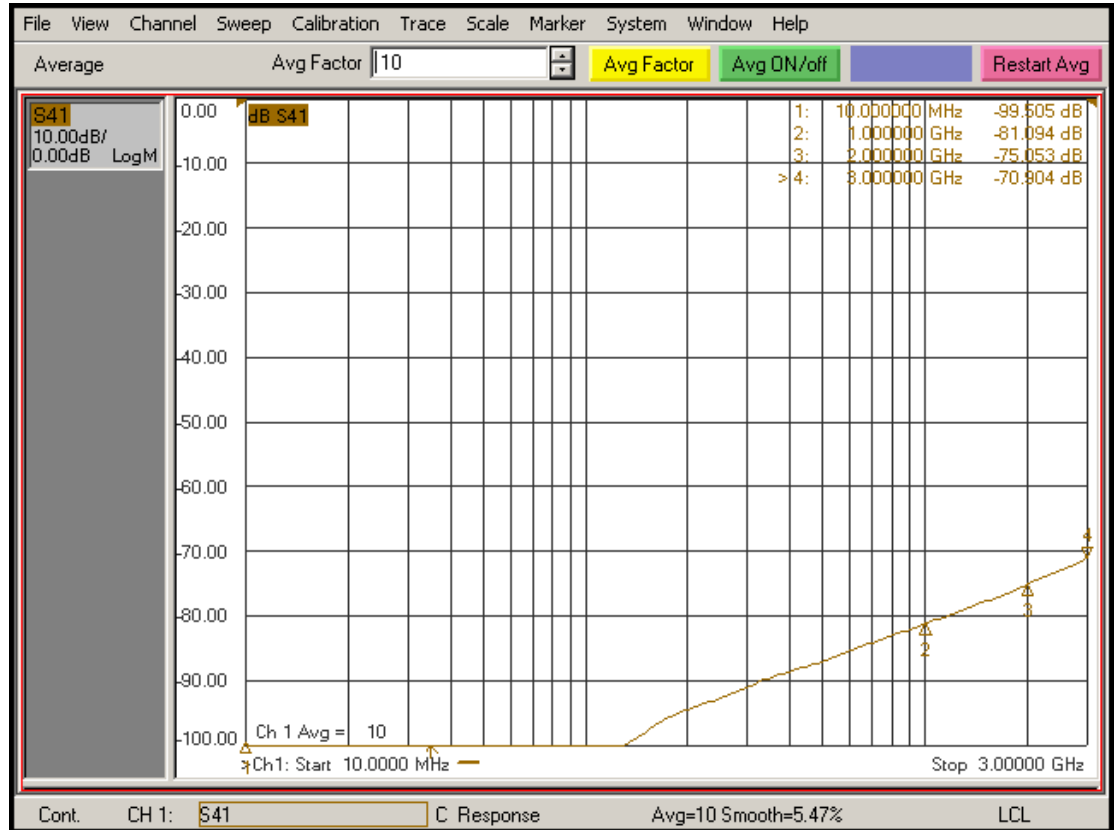 File View Channel Sweep Calibration Trace Scale Marker System Window Help
Average Avg Factor 10 Avg Factor Avg ON/off Restart Avg
S41
10.00dB/
0.00dB LogM
0.00 dB S41
-10.00
-20.00
-30.00
-40.00
-50.00
-60.00
-70.00
-80.00
-90.00
-100.00
1: 10.000000 MHz -99.505 dB
2: 1.000000 GHz -81.094 dB
3: 2.000000 GHz -75.053 dB
> 4: 3.000000 GHz -70.904 dB
4
3
2
Ch 1 Avg = 10
>Ch1: Start 10.0000 MHz Stop 3.00000 GHz
Cont. CH 1: S41 C Response Avg=10 Smooth=5.47% LCL